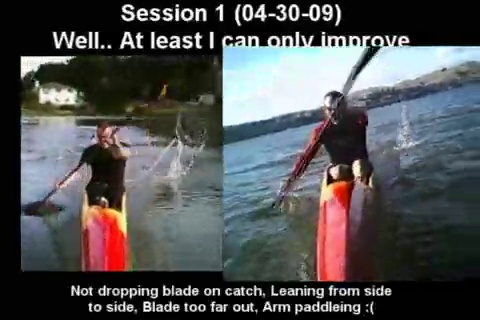 Session 1 (04-30-09)
Well.. At least I can only improve
Not dropping blade on catch, Leaning from side
to side, Blade too far out, Arm paddleing :(